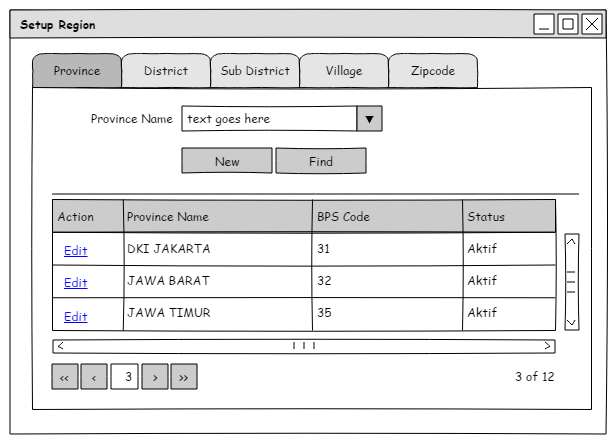 Setup Region
Province District Sub District Village Zipcode
Province Name text goes here
New Find
Action Province Name BPS Code Status
Edit DKI JAKARTA 31 Aktif
Edit JAWA BARAT 32 Aktif
Edit JAWA TIMUR 35 Aktif
<< < 3 > >> 3 of 12